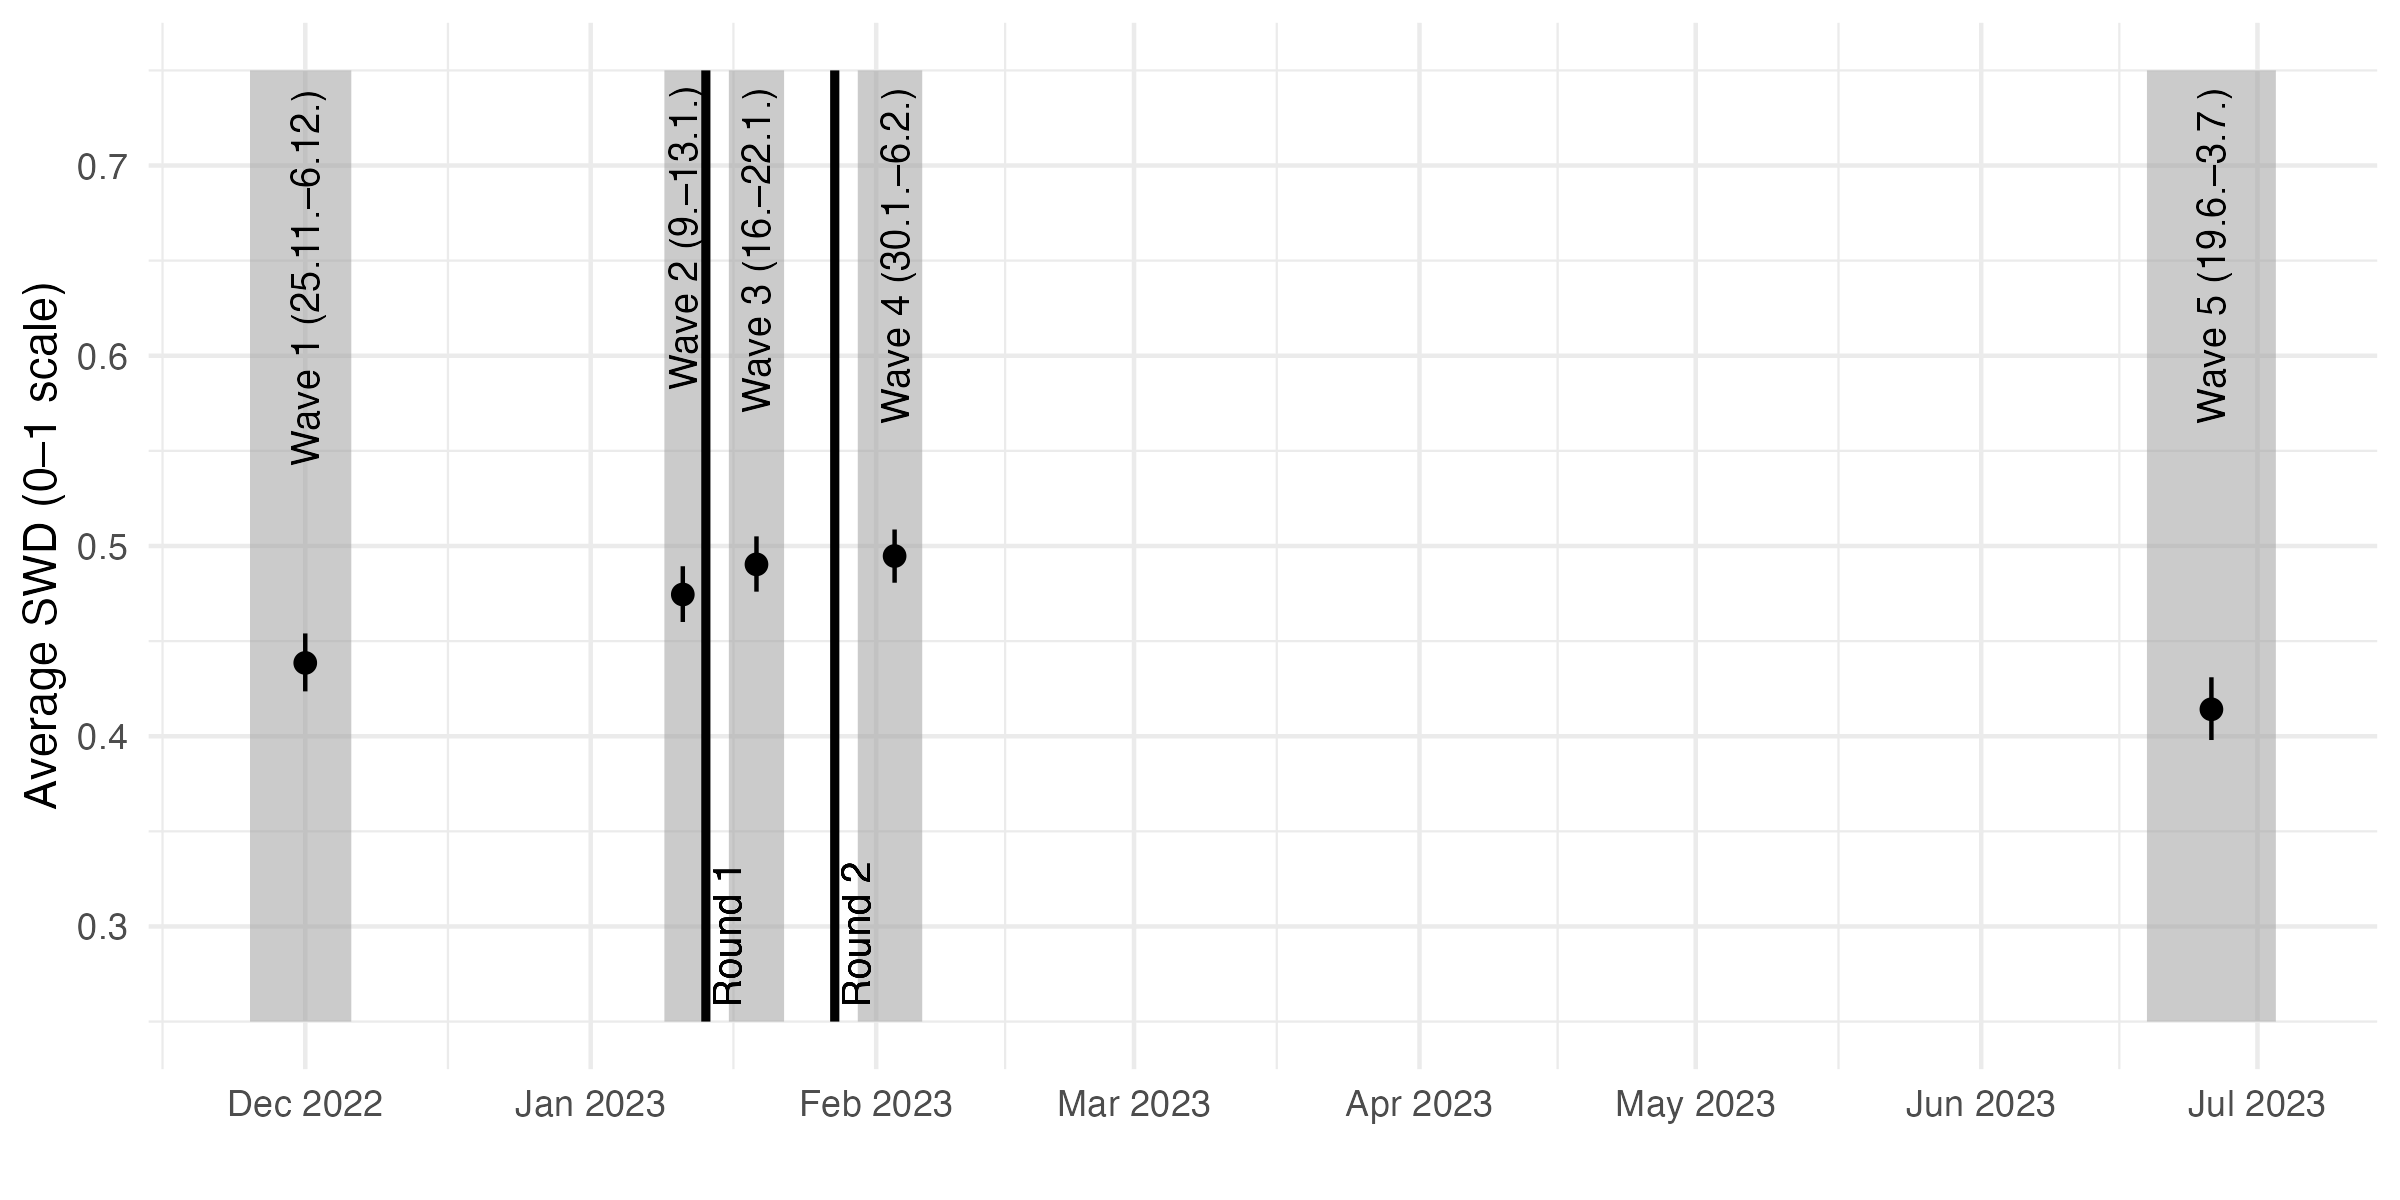 Average SWD (0–1 scale)
0.7
0.6
0.5
0.4
0.3
Wave 1 (25.11.–6.12.)
Wave 2 (9.–13.1.)
Wave 3 (16.–22.1.)
Wave 4 (30.1.–6.2.)
Wave 5 (19.6.–3.7.)
Round 1
Round 2
Dec 2022
Jan 2023
Feb 2023
Mar 2023
Apr 2023
May 2023
Jun 2023
Jul 2023